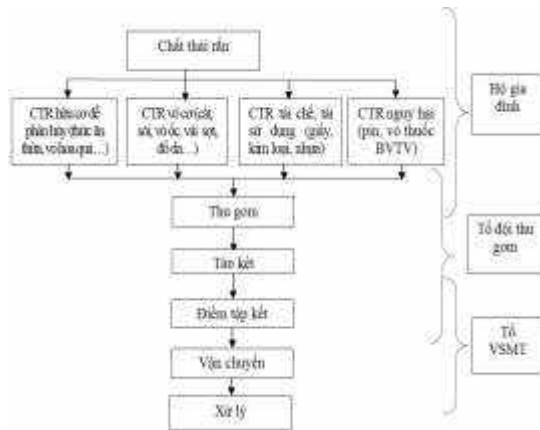 Chất thải rắn
Hộ gia
đình
CTR hữu cơ dễ
phân hủy (thức ăn
thừa, vỏ hoa quả…)
CTR vô cơ (cát,
sỏi, vỏ ốc, vải sợi,
đồ da…)
CTR tái chế, tái
sử dụng (giấy,
kim loại, nhựa)
CTR nguy hại
(pin, vỏ thuốc
BVTV)
Thu gom
Tổ đội thu
gom
kết
Điểm tập kết
Tổ
VSMT
Vận chuyển
Xử lý